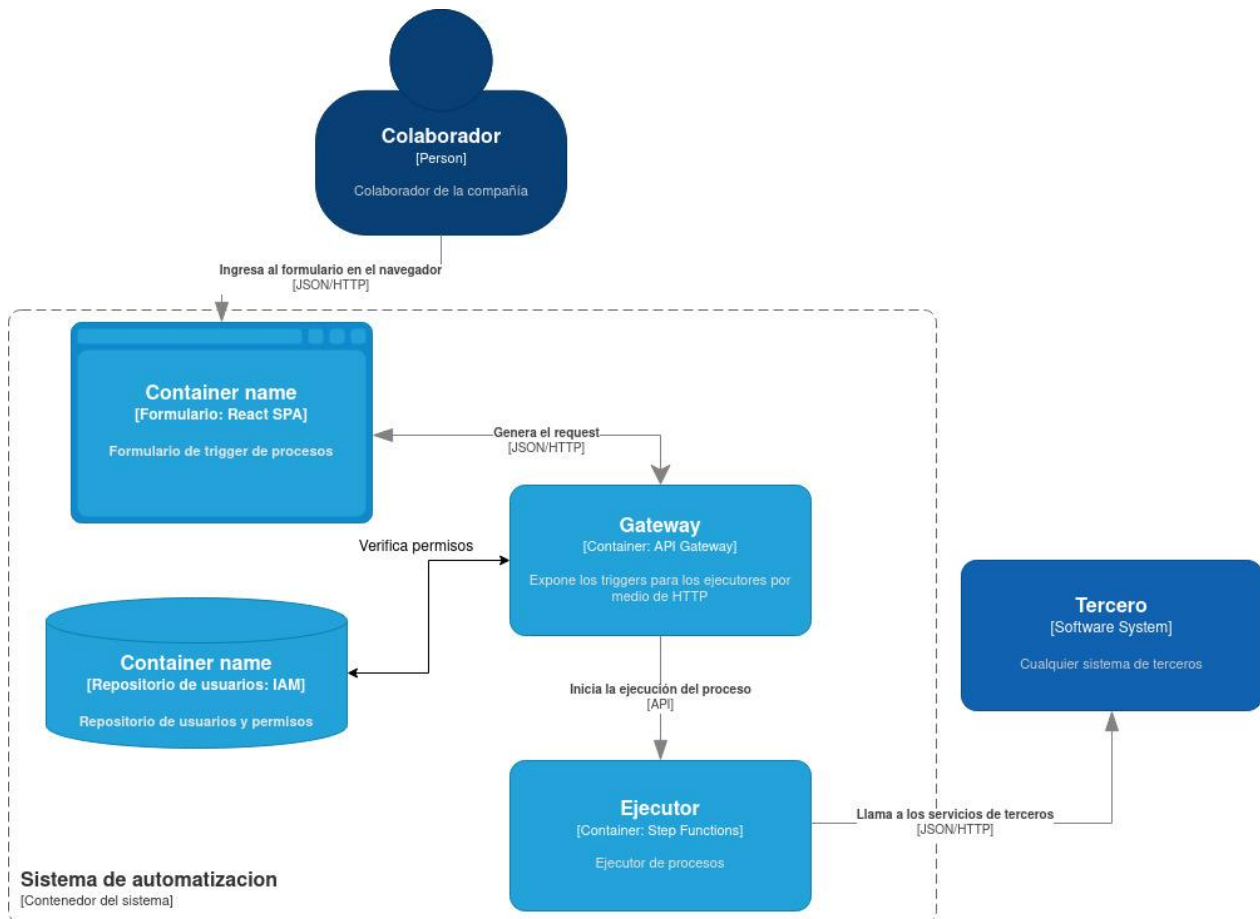 Colaborador
[Person]
Colaborador de la compañía
Ingresa al formulario en el navegador
[JSON/HTTP]
Container name
[Formulario: React SPA]
Formulario de trigger de procesos
Genera el request
[JSON/HTTP]
Gateway
[Container: API Gateway]
Expone los triggers para los ejecutores por
medio de HTTP
Verifica permisos
Container name
[Repositorio de usuarios: IAM]
Repositorio de usuarios y permisos
Tercero
[Software System]
Cualquier sistema de terceros
Inicia la ejecución del proceso
[API]
Ejecutor
[Container: Step Functions]
Ejecutor de procesos
Llama a los servicios de terceros
[JSON/HTTP]
Sistema de automatizacion
[Contenedor del sistema]